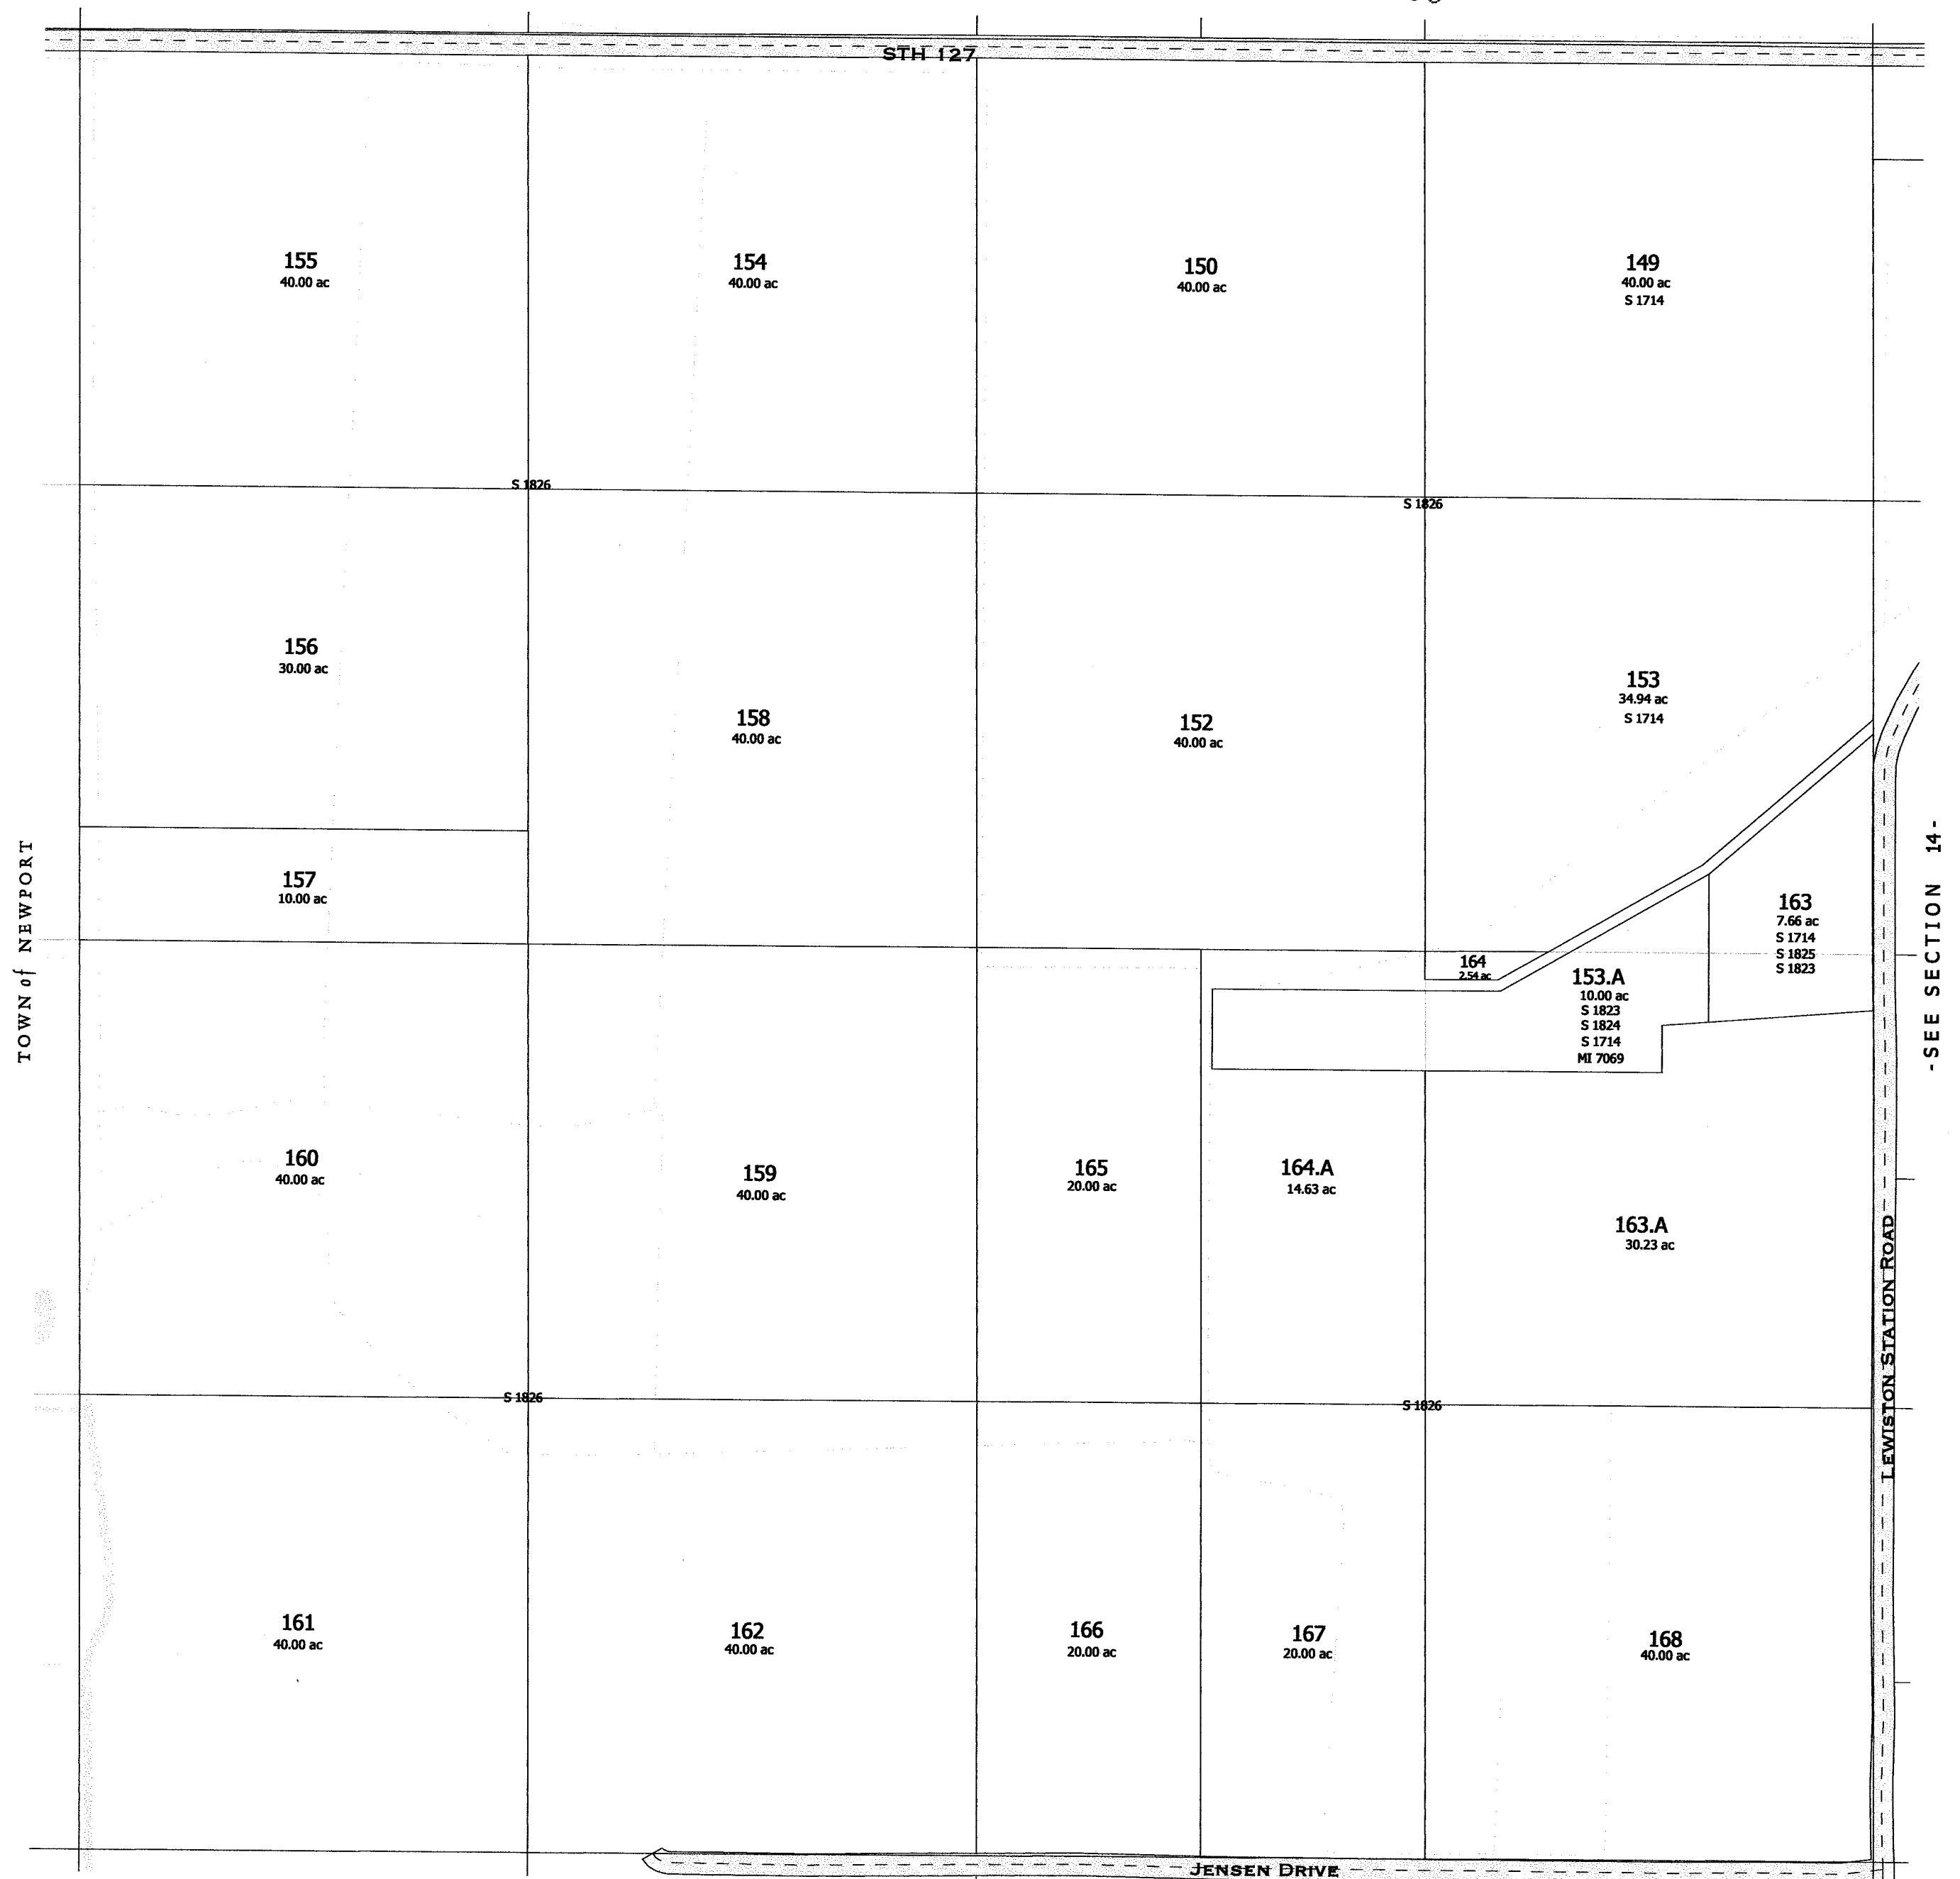 STH 127
155
40.00 ac
154
40.00 ac
150
40.00 ac
149
40.00 ac
S 1714
S 1826
S 1826
156
30.00 ac
158
40.00 ac
152
40.00 ac
153
34.94 ac
S 1714
157
10.00 ac
163
7.66 ac
S 1714
S 1825
S 1823
164
2.54 ac
153.A
10.00 ac
S 1823
S 1824
S 1714
MI 7069
TOWN of NEWPORT
- SEE SECTION 14 -
160
40.00 ac
159
40.00 ac
165
20.00 ac
164.A
14.63 ac
163.A
30.23 ac
LEWISTON STATION ROAD
S 1826
S 1826
161
40.00 ac
162
40.00 ac
166
20.00 ac
167
20.00 ac
168
40.00 ac
JENSEN DRIVE